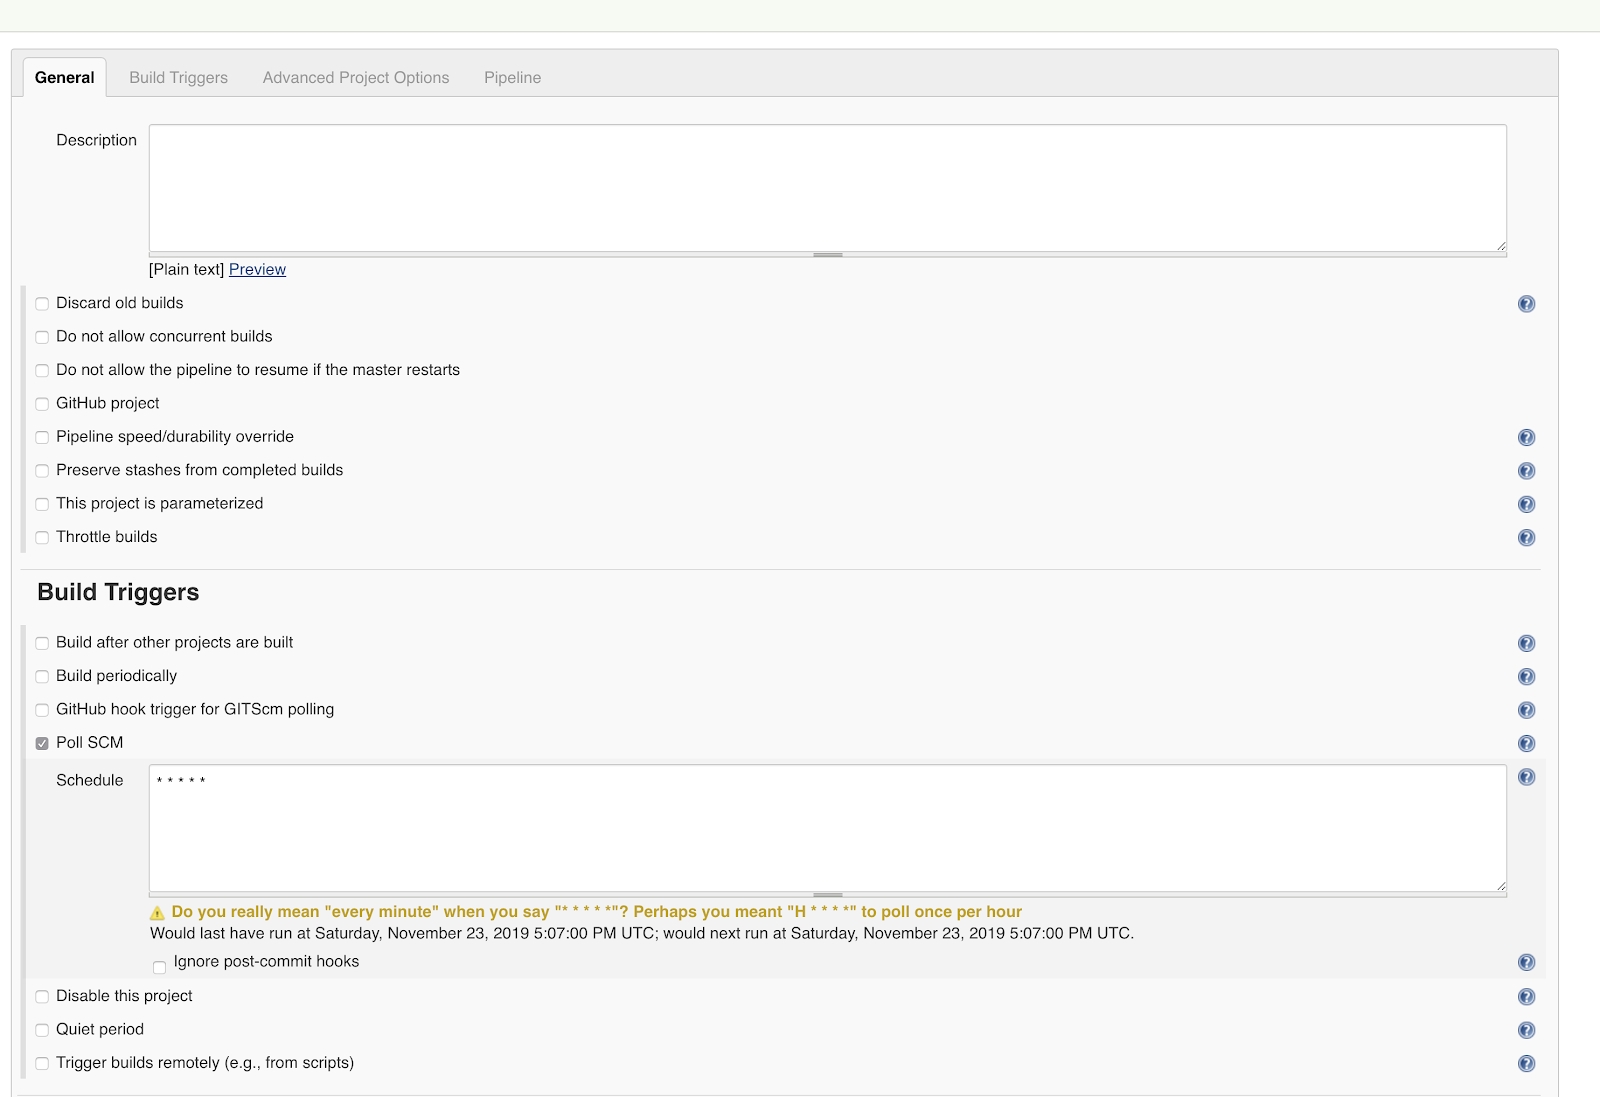 General Build Triggers Advanced Project Options Pipeline
Description
[Plain text] Preview
Discard old builds
Do not allow concurrent builds
Do not allow the pipeline to resume if the master restarts
GitHub project
Pipeline speed/durability override
Preserve stashes from completed builds
This project is parameterized
Throttle builds
Build Triggers
Build after other projects are built
Build periodically
GitHub hook trigger for GITScm polling
Poll SCM
Schedule * * * * *
Do you really mean "every minute" when you say "* * * * *"? Perhaps you meant "H * * * *" to poll once per hour
Would last have run at Saturday, November 23, 2019 5:07:00 PM UTC; would next run at Saturday, November 23, 2019 5:07:00 PM UTC.
Ignore post-commit hooks
Disable this project
Quiet period
Trigger builds remotely (e.g., from scripts)